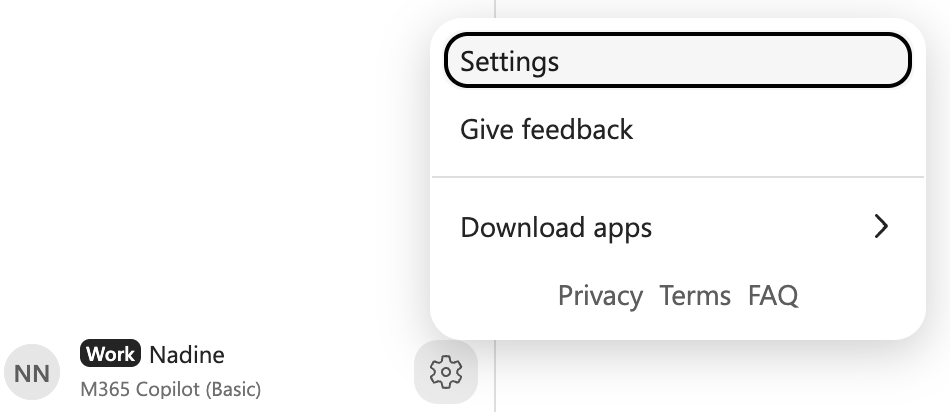 Settings
Give feedback
Download apps
Privacy Terms FAQ
NN
Work Nadine
M365 Copilot (Basic)